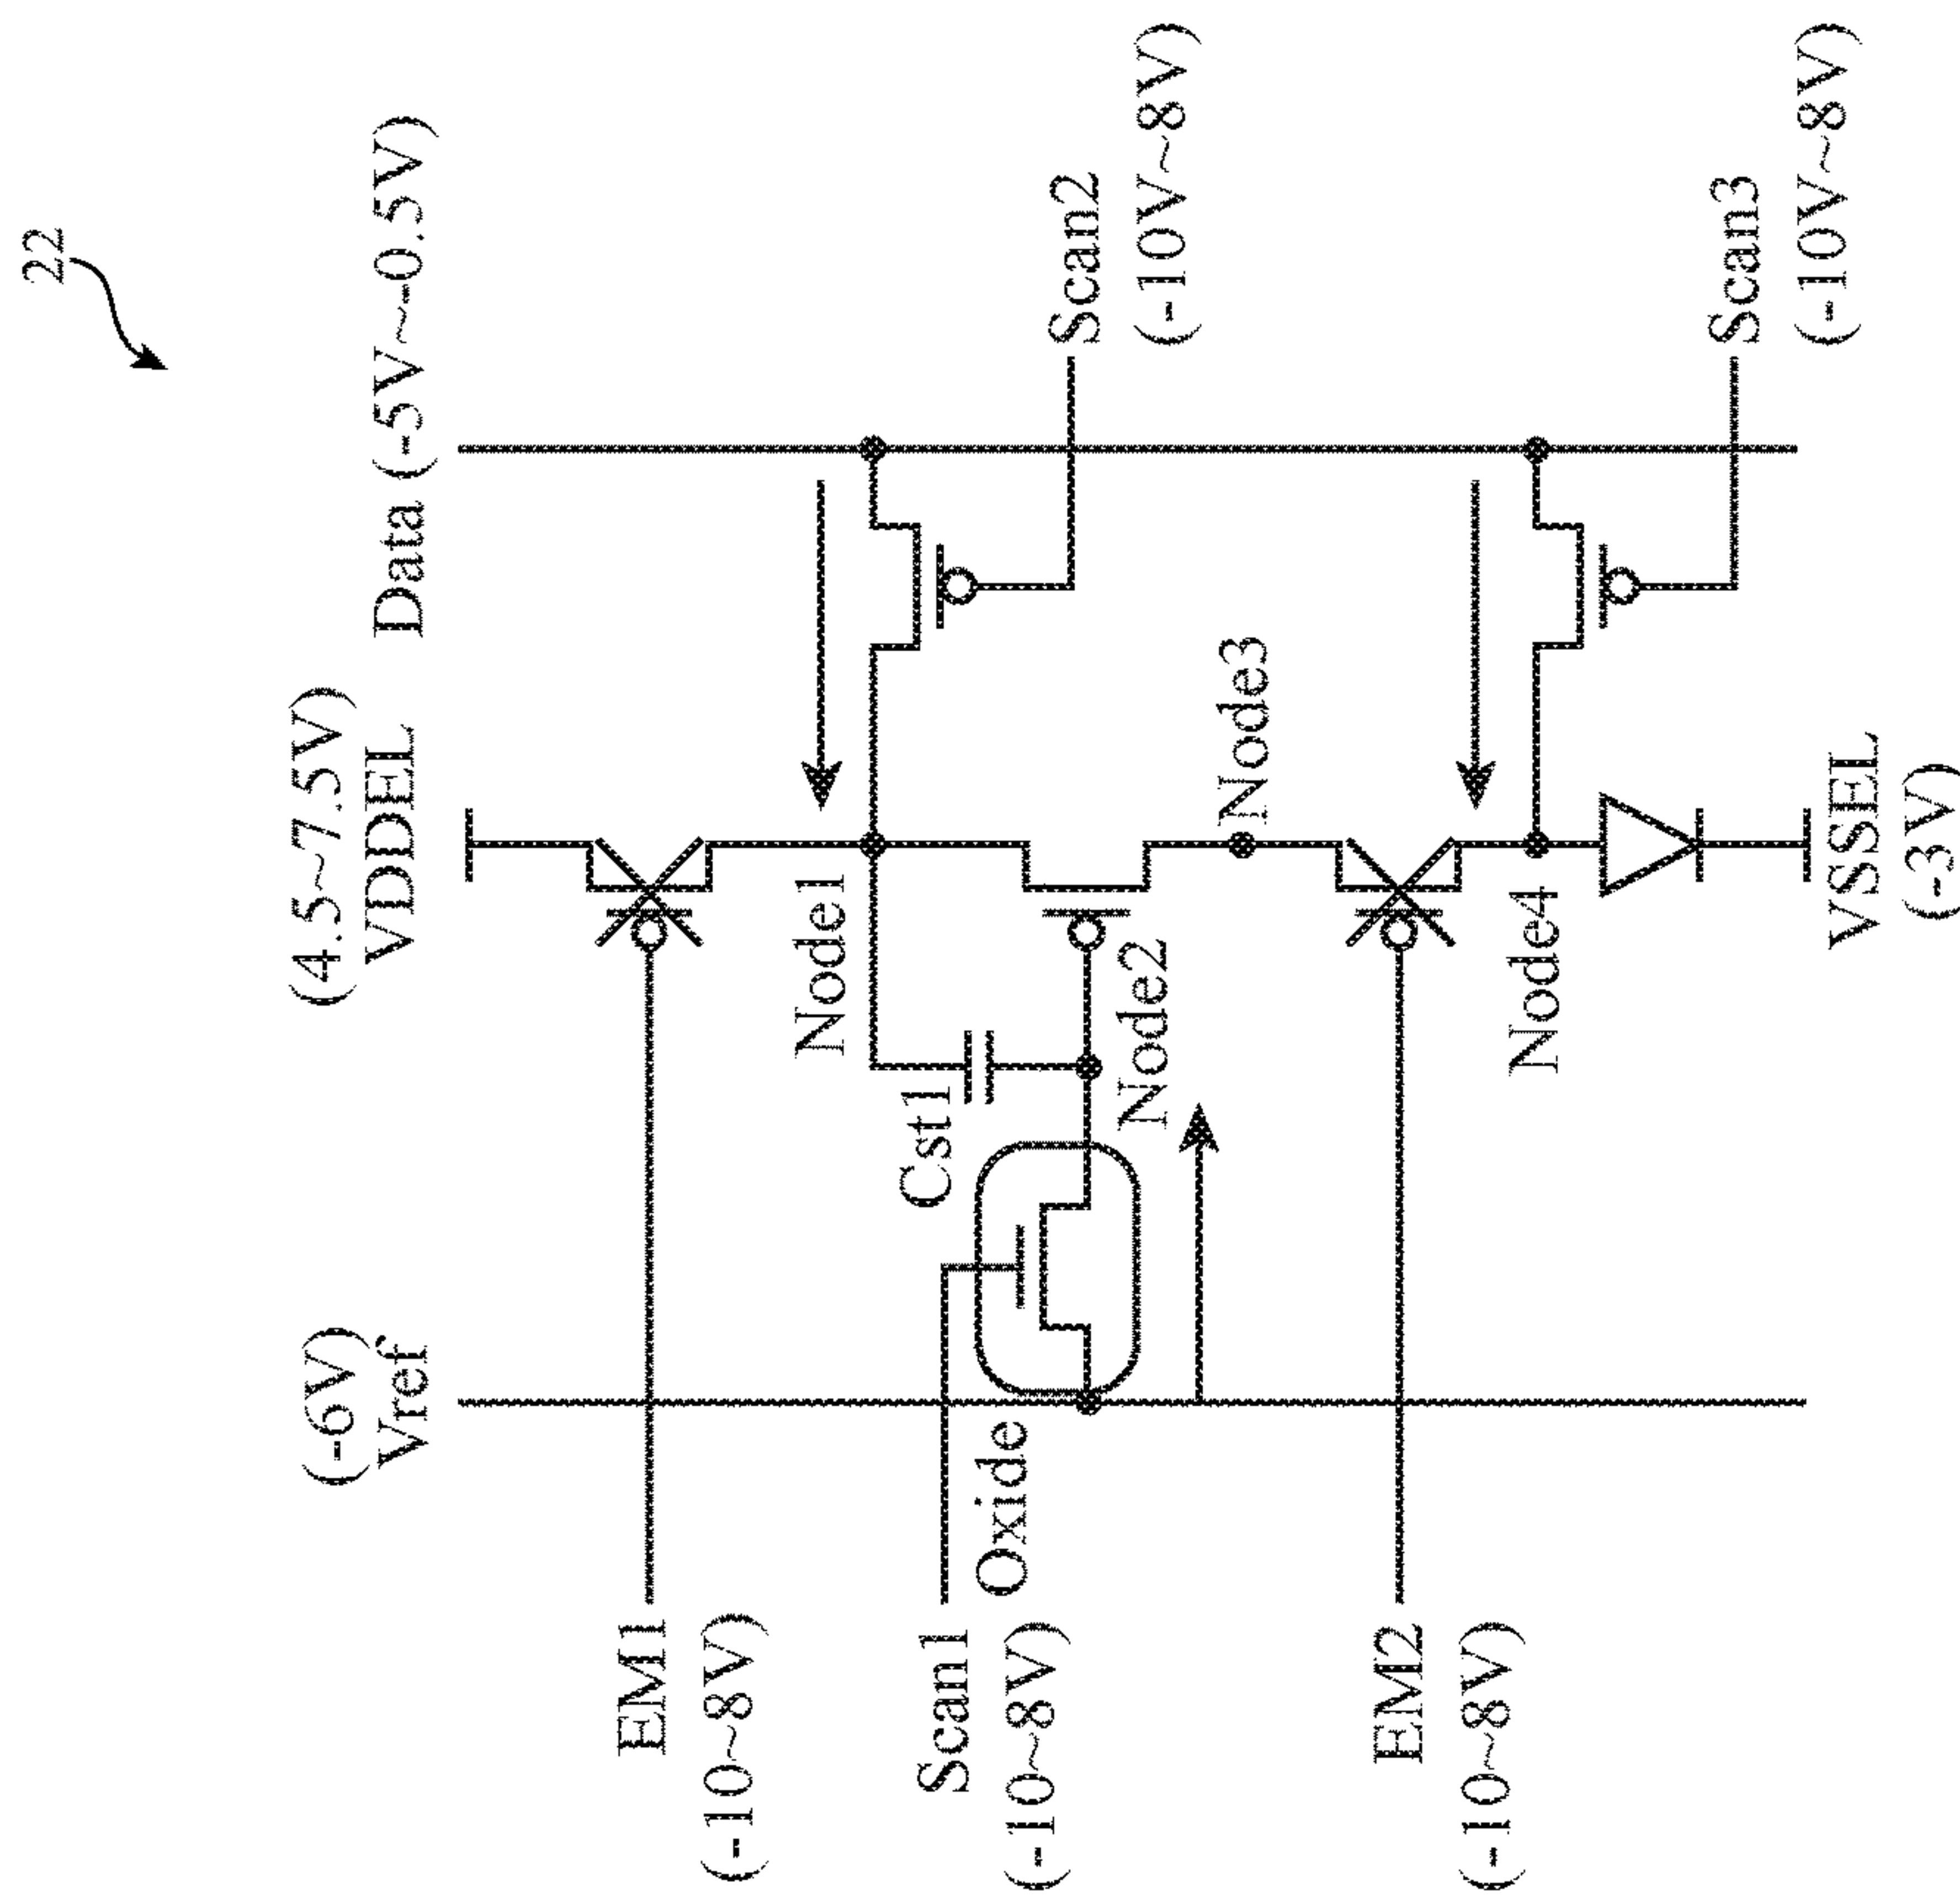 22
(-6V)
Vref
(4.5~7.5V)
VDDEL
Data (-5V~-0.5V)
EM1
(-10~8V)
Node1
Scan1
(-10~8V)
Oxide
Cst1
Node2
Scan2
(-10V~8V)
Node3
EM2
(-10~8V)
Node4
Scan3
(-10V~8V)
VSSEL
(-3V)